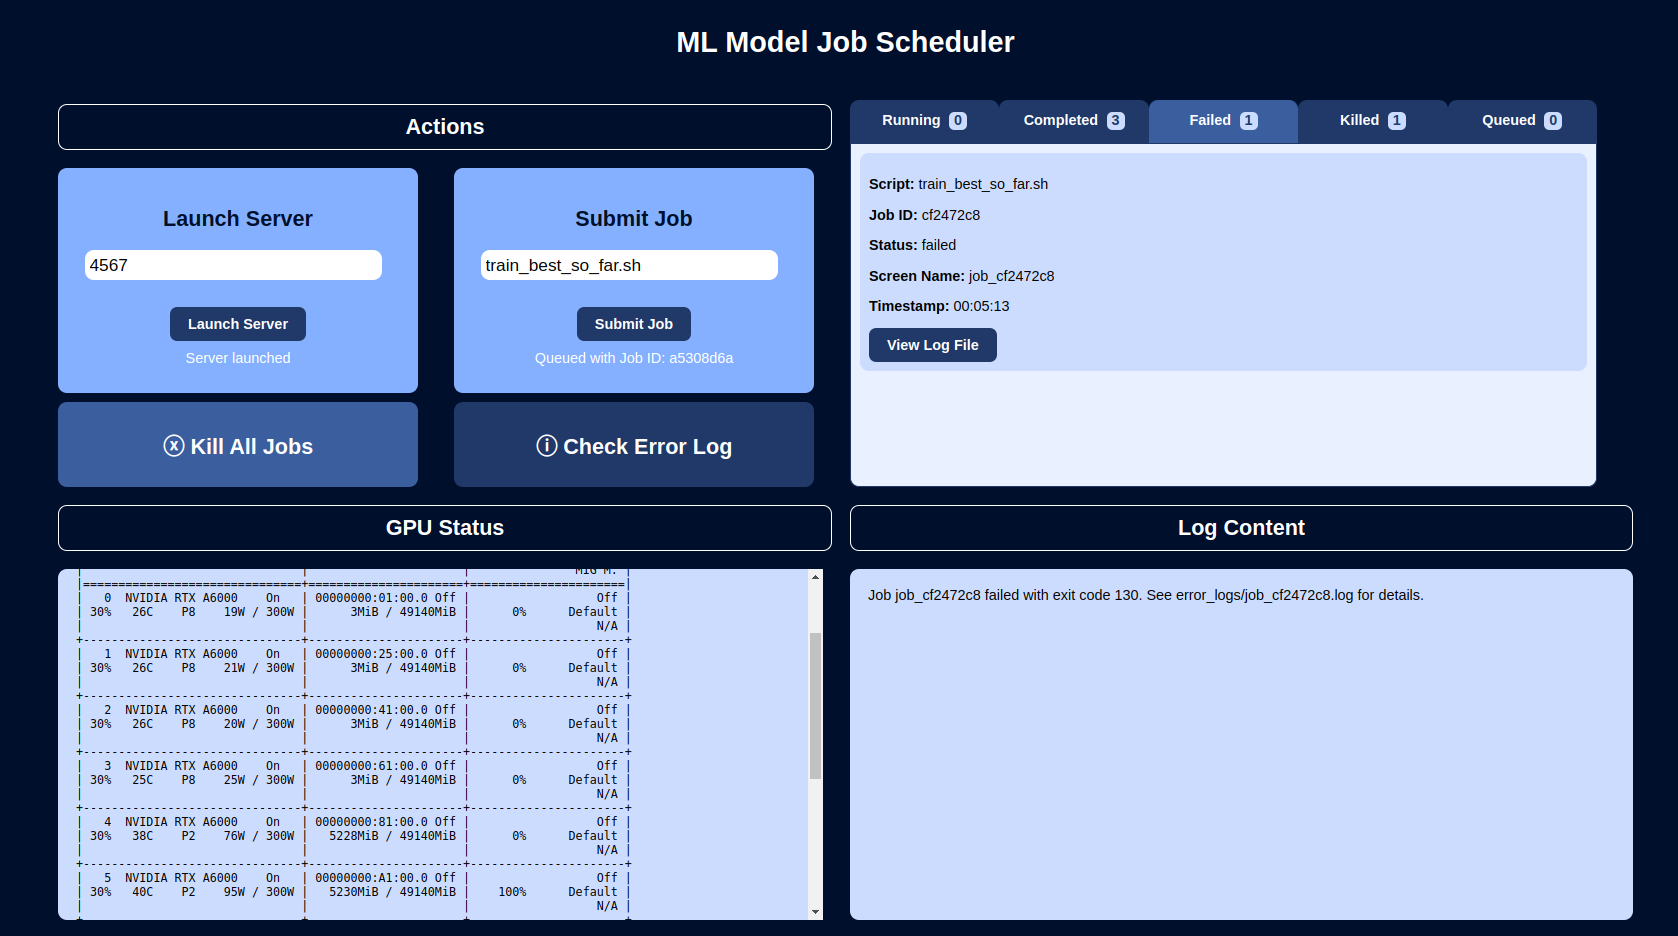 ML Model Job Scheduler
Actions
Launch Server
4567
Launch Server
Server launched
Submit Job
train_best_so_far.sh
Submit Job
Queued with Job ID: a5308d6a
ⓧ Kill All Jobs
ⓘ Check Error Log
Running 0 Completed 3 Failed 1 Killed 1 Queued 0
Script: train_best_so_far.sh
Job ID: cf2472c8
Status: failed
Screen Name: job_cf2472c8
Timestamp: 00:05:13
View Log File
GPU Status
|                               |                      |               MIG M. |
|===============================+======================+======================|
|   0  NVIDIA RTX A6000    On   | 00000000:01:00.0 Off |                  Off |
| 30%   26C    P8    19W / 300W |      3MiB / 49140MiB |      0%      Default |
|                               |                      |                  N/A |
+-------------------------------+----------------------+----------------------+
|   1  NVIDIA RTX A6000    On   | 00000000:25:00.0 Off |                  Off |
| 30%   26C    P8    21W / 300W |      3MiB / 49140MiB |      0%      Default |
|                               |                      |                  N/A |
+-------------------------------+----------------------+----------------------+
|   2  NVIDIA RTX A6000    On   | 00000000:41:00.0 Off |                  Off |
| 30%   26C    P8    20W / 300W |      3MiB / 49140MiB |      0%      Default |
|                               |                      |                  N/A |
+-------------------------------+----------------------+----------------------+
|   3  NVIDIA RTX A6000    On   | 00000000:61:00.0 Off |                  Off |
| 30%   25C    P8    25W / 300W |      3MiB / 49140MiB |      0%      Default |
|                               |                      |                  N/A |
+-------------------------------+----------------------+----------------------+
|   4  NVIDIA RTX A6000    On   | 00000000:81:00.0 Off |                  Off |
| 30%   38C    P2    76W / 300W |   5228MiB / 49140MiB |      0%      Default |
|                               |                      |                  N/A |
+-------------------------------+----------------------+----------------------+
|   5  NVIDIA RTX A6000    On   | 00000000:A1:00.0 Off |                  Off |
| 30%   40C    P2    95W / 300W |   5230MiB / 49140MiB |    100%      Default |
|                               |                      |                  N/A |
Log Content
Job job_cf2472c8 failed with exit code 130. See error_logs/job_cf2472c8.log for details.